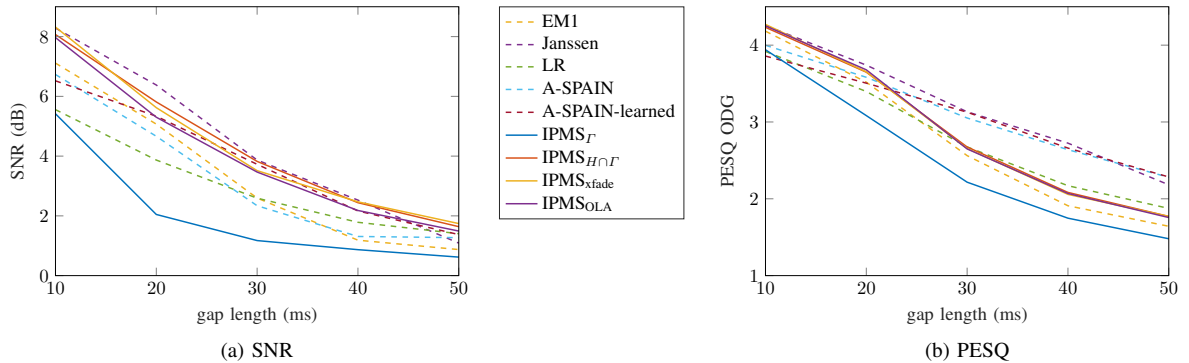 8
6
4
2
0
10
20
30
40
50
SNR (dB)
gap length (ms)
(a) SNR
EM1
Janssen
LR
A-SPAIN
A-SPAIN-learned
IPMS_Γ
IPMS_{H∩Γ}
IPMS_xfade
IPMS_OLA
4
3
2
1
10
20
30
40
50
PESQ ODG
gap length (ms)
(b) PESQ